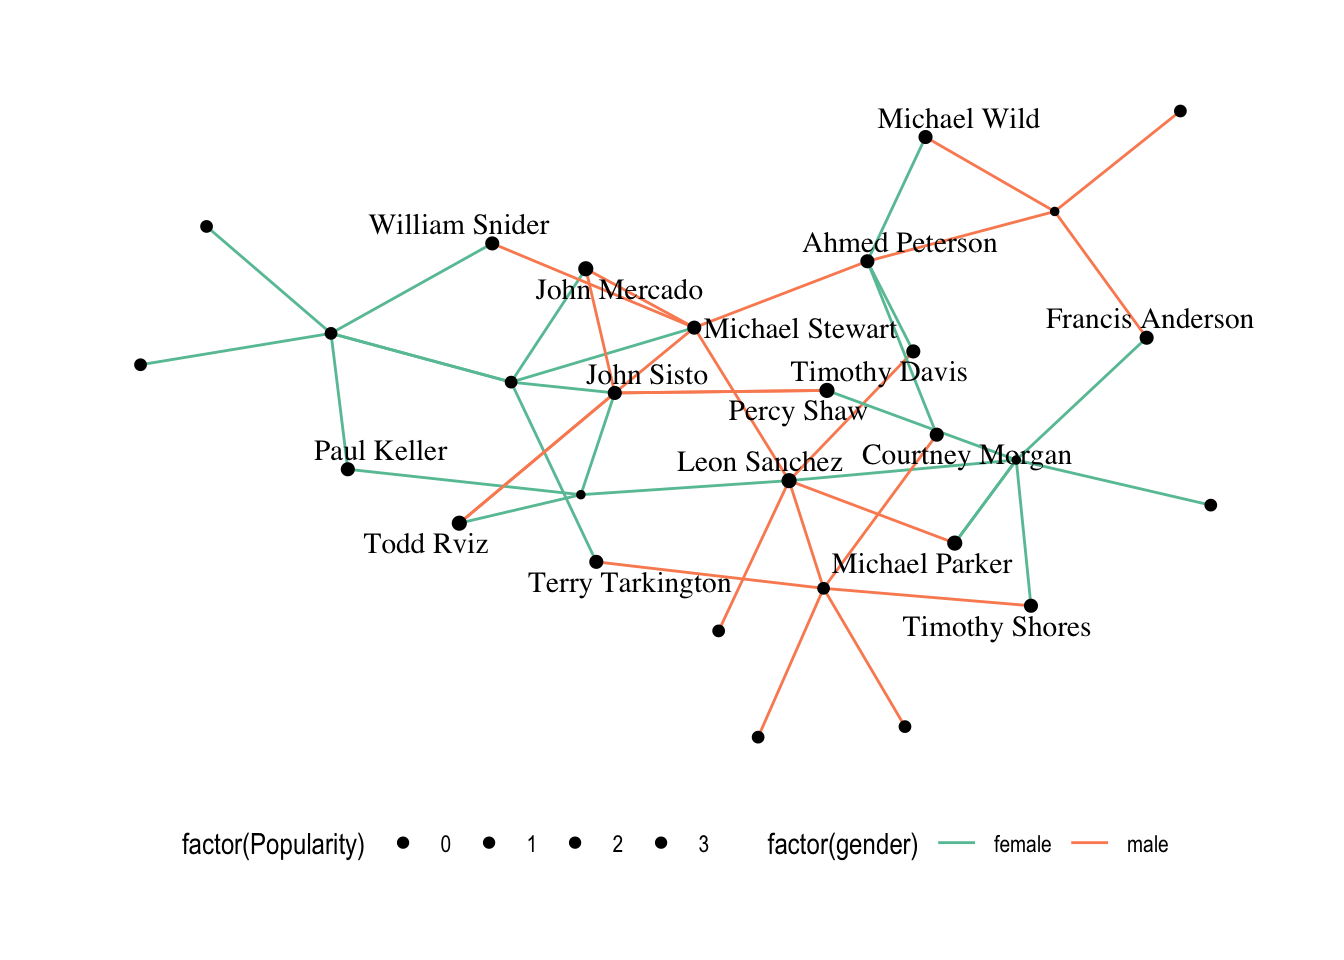 Michael Wild
William Snider
Ahmed Peterson
John Mercado
Francis Anderson
Michael Stewart
Timothy Davis
John Sisto
Percy Shaw
Paul Keller
Courtney Morgan
Leon Sanchez
Todd Rviz
Michael Parker
Terry Tarkington
Timothy Shores
factor(Popularity) 0 1 2 3 factor(gender) female male